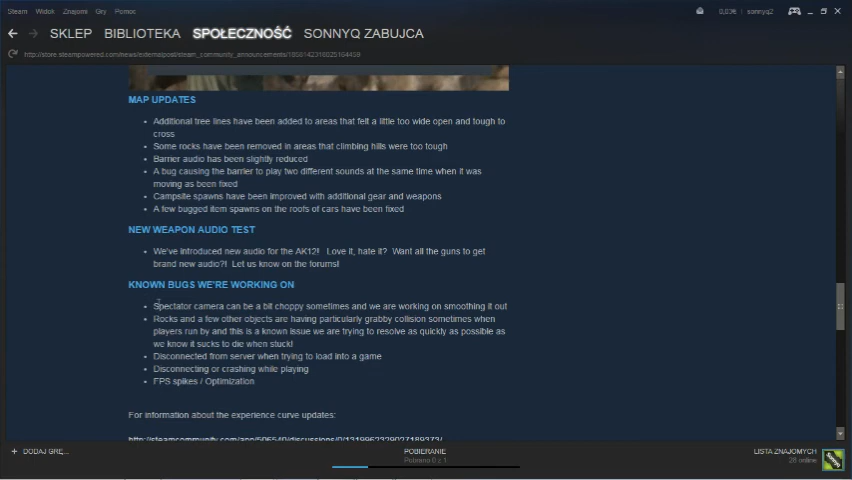 Steam Widok Znajomi Gry Pomoc
0,03€ sonnyq2
SKLEP BIBLIOTEKA SPOŁECZNOŚĆ SONNYQ ZABUJCA
MAP UPDATES
Additional tree lines have been added to areas that felt a little too wide open and tough to
cross
Some rocks have been removed in areas that climbing hills were too tough
Barrier audio has been slightly reduced
A bug causing the barrier to play two different sounds at the same time when it was
moving as been fixed
Campsite spawns have been improved with additional gear and weapons
A few bugged item spawns on the roofs of cars have been fixed
NEW WEAPON AUDIO TEST
We've introduced new audio for the AK12! Love it, hate it? Want all the guns to get
brand new audio?! Let us know on the forums!
KNOWN BUGS WE'RE WORKING ON
Spectator camera can be a bit choppy sometimes and we are working on smoothing it out
Rocks and a few other objects are having particularly grabby collision sometimes when
players run by and this is a known issue we are trying to resolve as quickly as possible as
we know it sucks to die when stuck!
Disconnected from server when trying to load into a game
Disconnecting or crashing while playing
FPS spikes / Optimization
For information about the experience curve updates:
+ DODAJ GRĘ...
POBIERANIE
Pobrano 0 z 1
LISTA ZNAJOMYCH
28 online